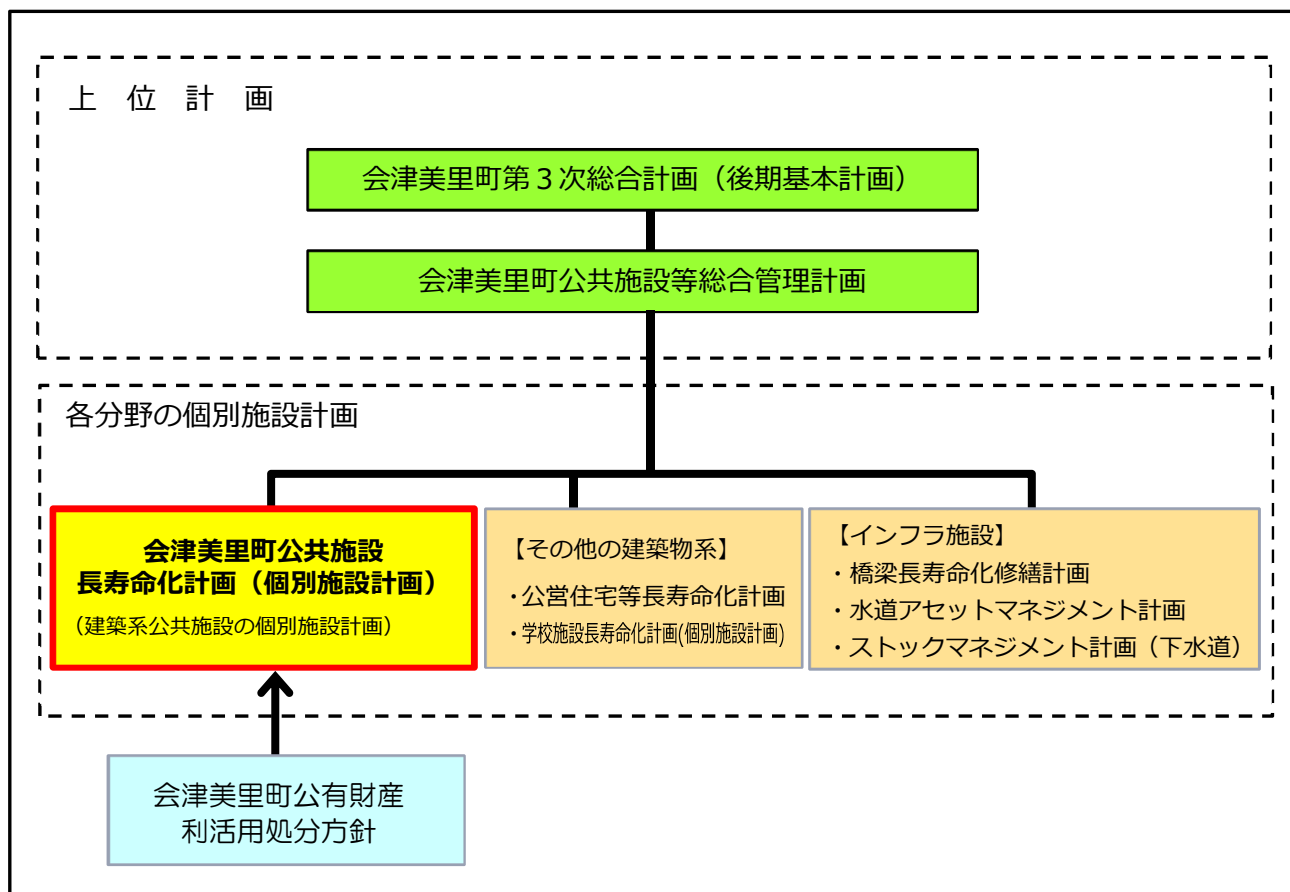 上 位 計 画
会津美里町第３次総合計画（後期基本計画）
会津美里町公共施設等総合管理計画
各分野の個別施設計画
会津美里町公共施設
長寿命化計画（個別施設計画）
（建築系公共施設の個別施設計画）
【その他の建築物系】
・公営住宅等長寿命化計画
・学校施設長寿命化計画(個別施設計画)
【インフラ施設】
・橋梁長寿命化修繕計画
・水道アセットマネジメント計画
・ストックマネジメント計画（下水道）
会津美里町公有財産
利活用処分方針